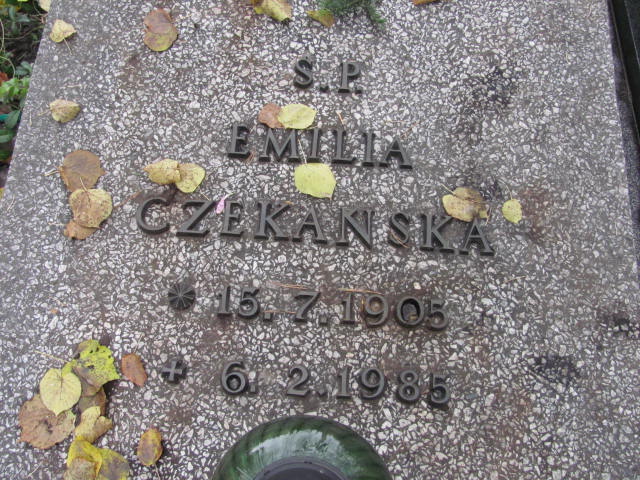 Ś.P.
EMILIA
CZEKAŃSKA
* 15.7.1905
+ 6.2.1985